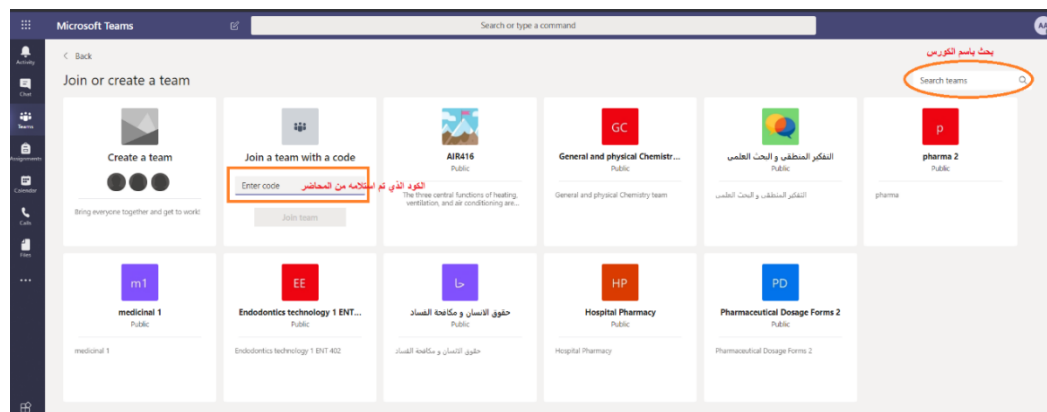 Microsoft Teams
Search or type a command
AA
Activity
Chat
Teams
Assignments
Calendar
Calls
Files
< Back
بحث باسم الكورس
Join or create a team
Search teams
Create a team
Bring everyone together and get to work!
Join a team with a code
Enter code
الكود الذي تم استلامه من المحاضر
Join team
AIR416
Public
The three central functions of heating,
ventilation, and air conditioning are...
GC
General and physical Chemistr...
Public
General and physical Chemistry team
التفكير المنطقى و البحث العلمى
Public
التفكير المنطقى و البحث العلمى
p
pharma 2
Public
pharma
m1
medicinal 1
Public
medicinal 1
EE
Endodontics technology 1 ENT...
Public
Endodontics technology 1 ENT 402
حا
حقوق الانسان و مكافحة الفساد
Public
حقوق الانسان و مكافحة الفساد
HP
Hospital Pharmacy
Public
Hospital Pharmacy
PD
Pharmaceutical Dosage Forms 2
Public
Pharmaceutical Dosage Forms 2